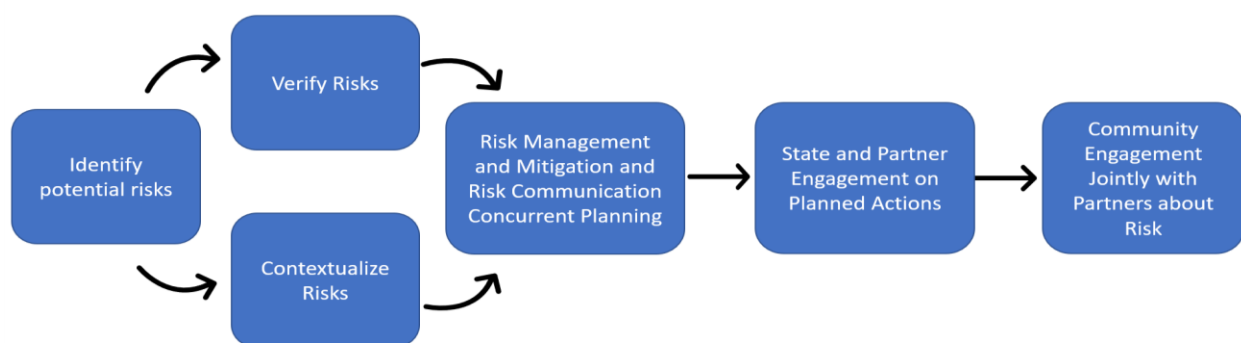 Identify
potential risks
Verify Risks
Contextualize
Risks
Risk Management
and Mitigation and
Risk Communication
Concurrent Planning
State and Partner
Engagement on
Planned Actions
Community
Engagement
Jointly with
Partners about
Risk